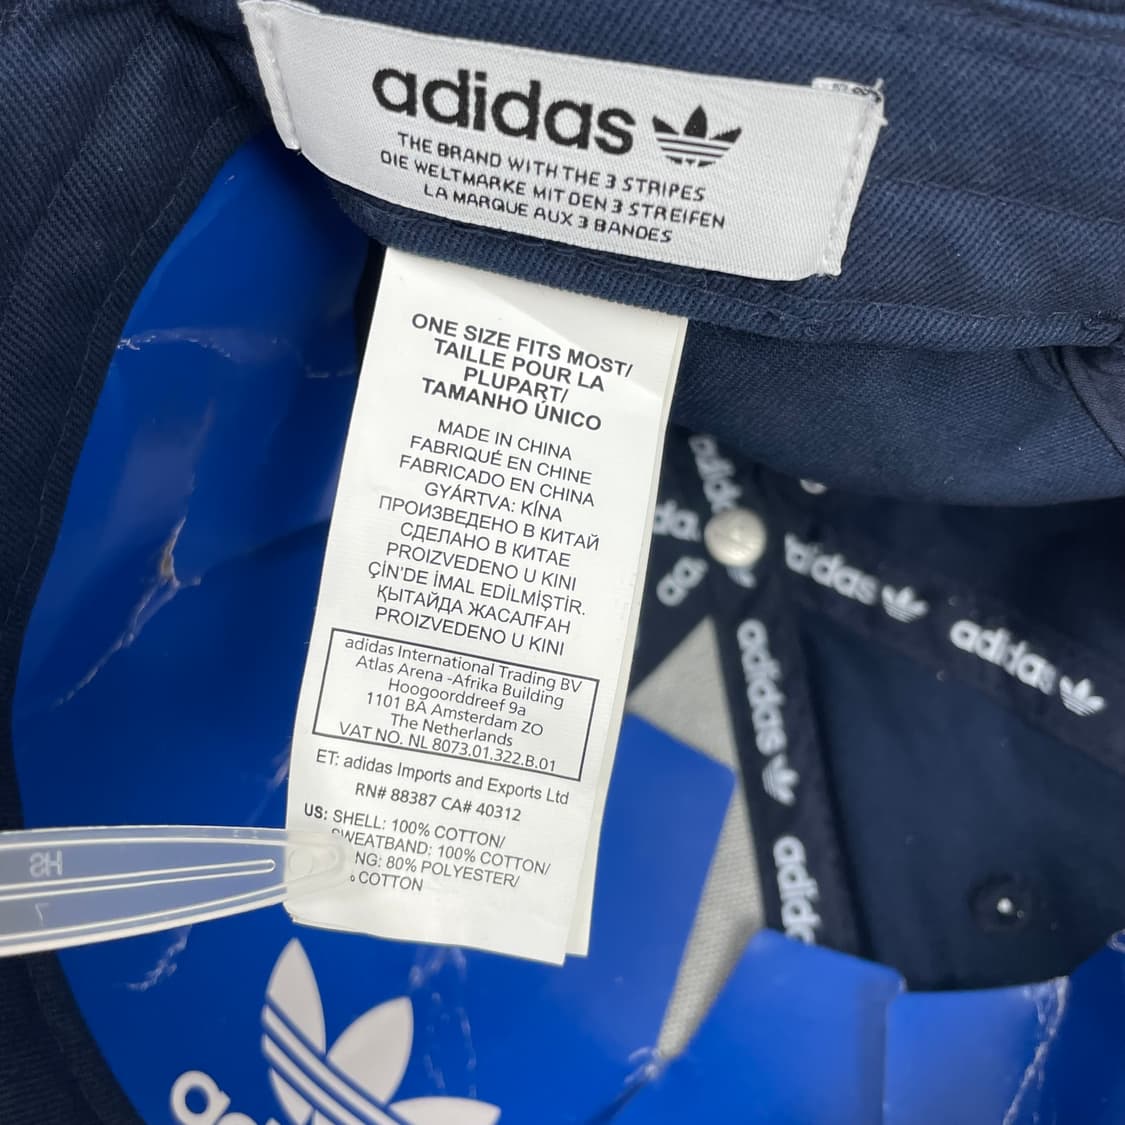 adidas
THE BRAND WITH THE 3 STRIPES
DIE WELTMARKE MIT DEN 3 STREIFEN
LA MARQUE AUX 3 BANDES
ONE SIZE FITS MOST/
TAILLE POUR LA
PLUPART/
TAMANHO ÚNICO
MADE IN CHINA
FABRIQUÉ EN CHINE
FABRICADO EN CHINA
GYÁRTVA: KÍNA
ПРОИЗВЕДЕНО В КИТАЙ
СДЕЛАНО В КИТАЕ
PROIZVEDENO U KINI
ÇİN'DE İMAL EDİLMİŞTİR.
ҚЫТАЙДА ЖАСАЛҒАН
PROIZVEDENO U KINI
adidas International Trading BV
Atlas Arena -Afrika Building
Hoogoorddreef 9a
1101 BA Amsterdam ZO
The Netherlands
VAT NO. NL 8073.01.322.B.01
ET: adidas Imports and Exports Ltd
RN# 88387 CA# 40312
US: SHELL: 100% COTTON/
SWEATBAND: 100% COTTON/
NG: 80% POLYESTER/
COTTON
adidas
adidas
adidas